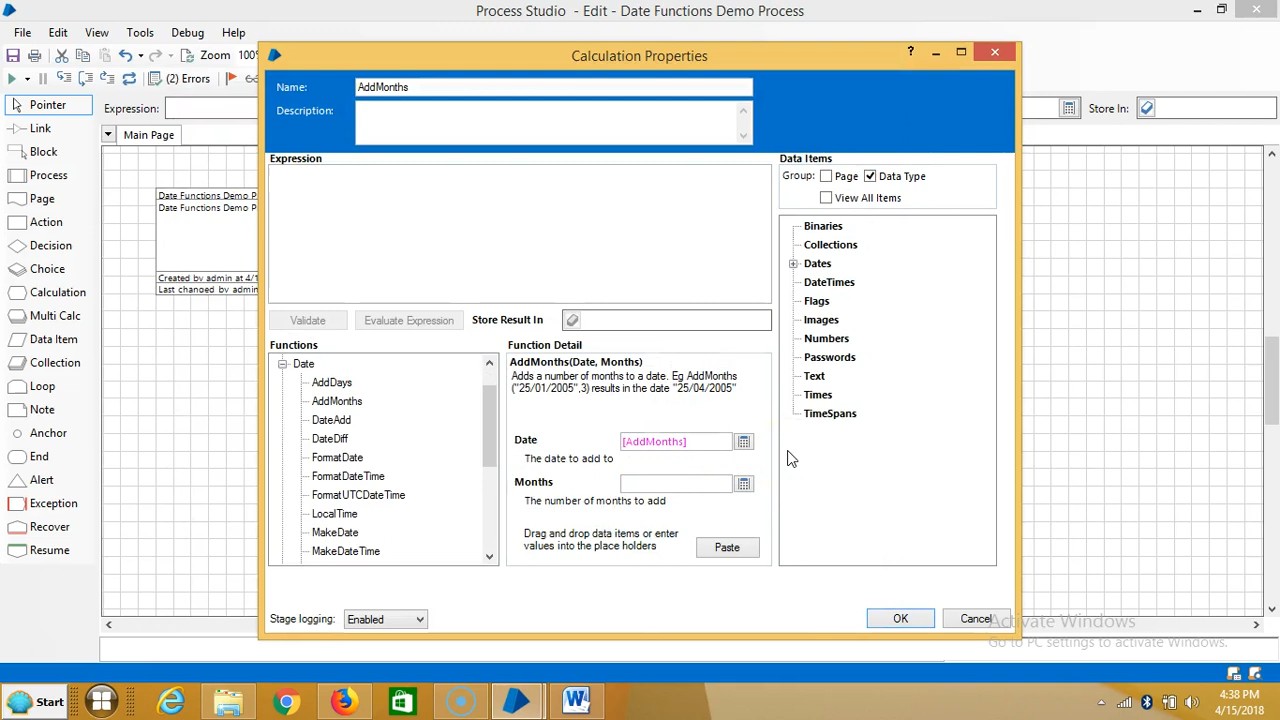 Process Studio - Edit - Date Functions Demo Process
File Edit View Tools Debug Help
Zoom 100%
(2) Errors
Pointer
Link
Block
Process
Page
Action
Decision
Choice
Calculation
Multi Calc
Data Item
Collection
Loop
Note
Anchor
End
Alert
Exception
Recover
Resume
Expression:
Store In:
Main Page
Date Functions Demo P
Date Functions Demo P
Created by admin at 4/1
Last changed by admin
Calculation Properties
?
Name: AddMonths
Description:
Expression
Validate Evaluate Expression Store Result In
Functions
Date
AddDays
AddMonths
DateAdd
DateDiff
FormatDate
FormatDateTime
FormatUTCDateTime
LocalTime
MakeDate
MakeDateTime
Function Detail
AddMonths(Date, Months)
Adds a number of months to a date. Eg AddMonths
("25/01/2005",3) results in the date "25/04/2005"
Date [AddMonths]
The date to add to
Months
The number of months to add
Drag and drop data items or enter
values into the place holders
Paste
Data Items
Group: Page Data Type
View All Items
Binaries
Collections
Dates
DateTimes
Flags
Images
Numbers
Passwords
Text
Times
TimeSpans
Stage logging: Enabled
OK Cancel
Activate Windows
Go to PC settings to activate Windows.
Start
4:38 PM
4/15/2018